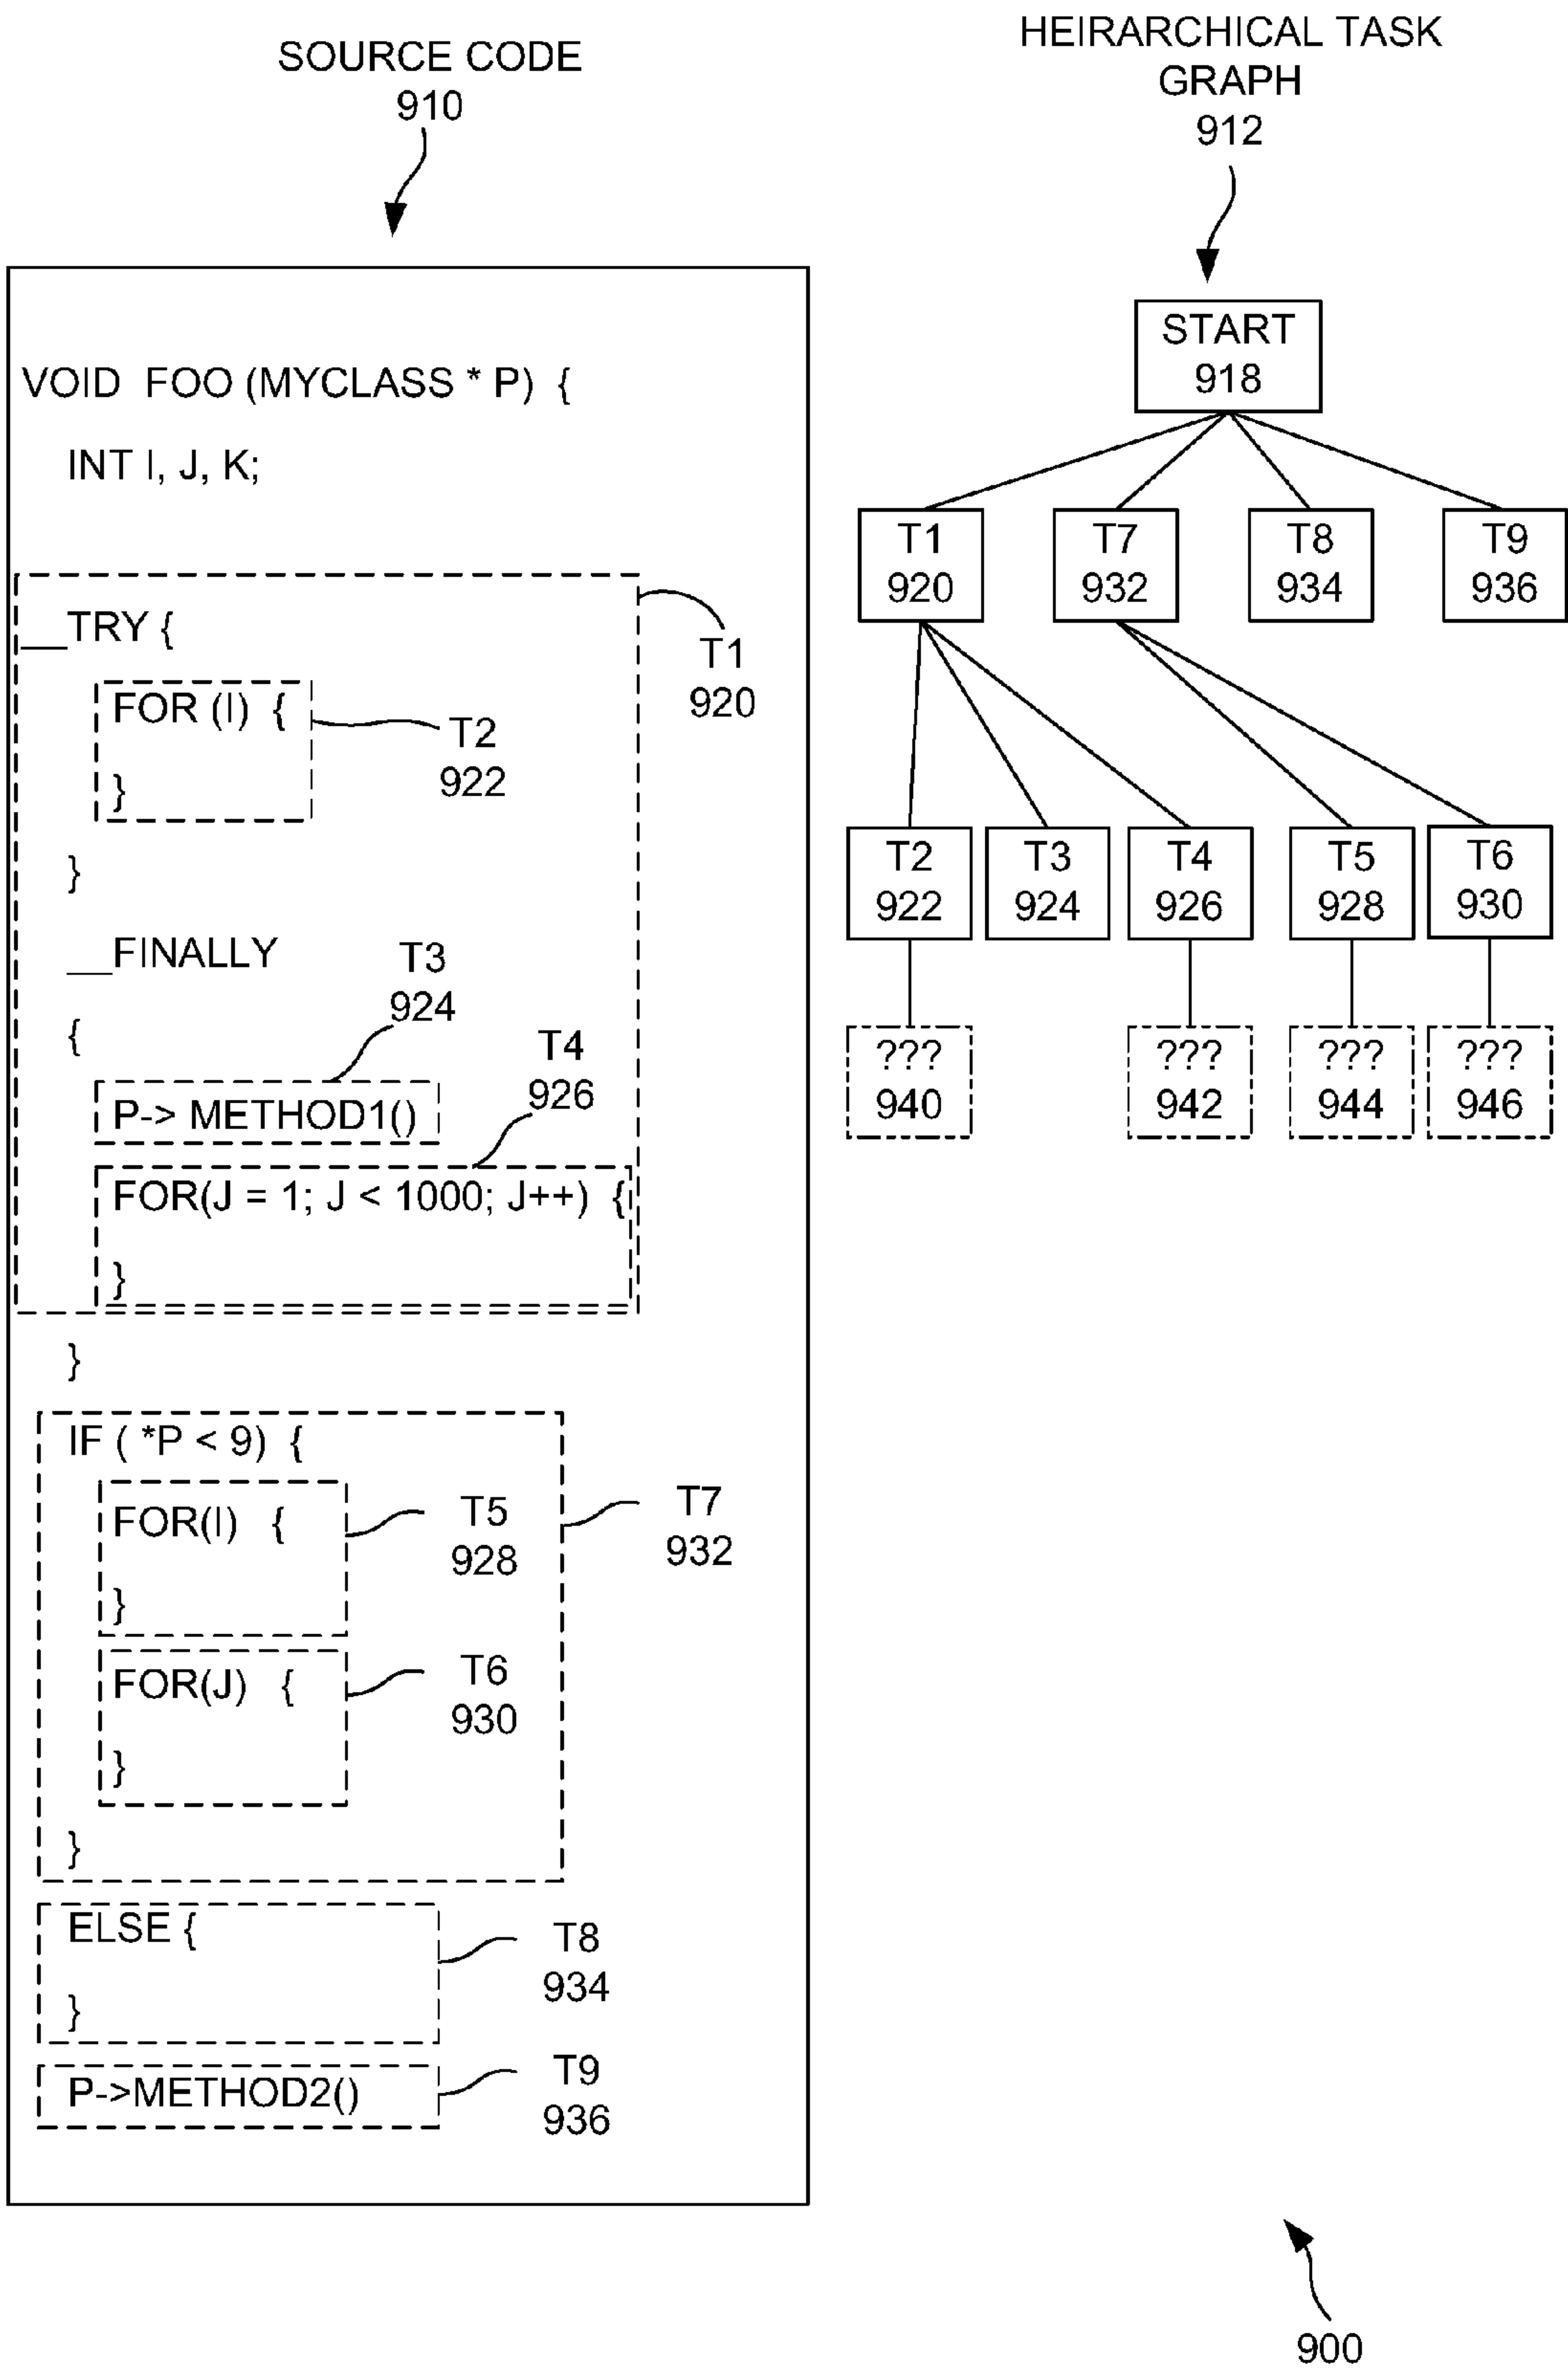 SOURCE CODE
910
VOID FOO (MYCLASS * P) {
INT I, J, K;
__TRY {
T1
920
FOR (I) {
T2
922
}
}
__FINALLY
T3
924
{
T4
926
P-> METHOD1()
FOR(J = 1; J < 1000; J++) {
}
}
IF ( *P < 9) {
FOR(I) {
T5
928
T7
932
}
FOR(J) {
T6
930
}
}
ELSE {
T8
934
}
P->METHOD2()
T9
936
HEIRARCHICAL TASK
GRAPH
912
START
918
T1
920
T7
932
T8
934
T9
936
T2
922
T3
924
T4
926
T5
928
T6
930
???
940
???
942
???
944
???
946
900